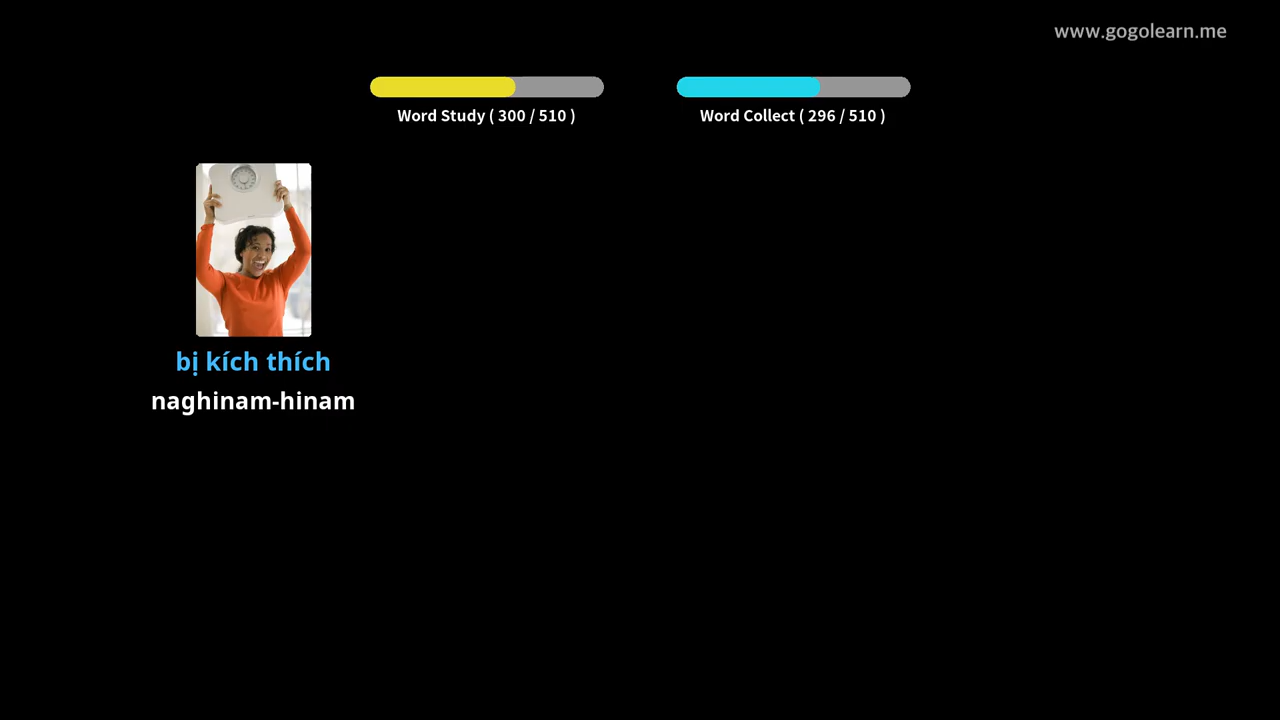 www.gogolearn.me
Word Study ( 300 / 510 )
Word Collect ( 296 / 510 )
bị kích thích
naghinam-hinam